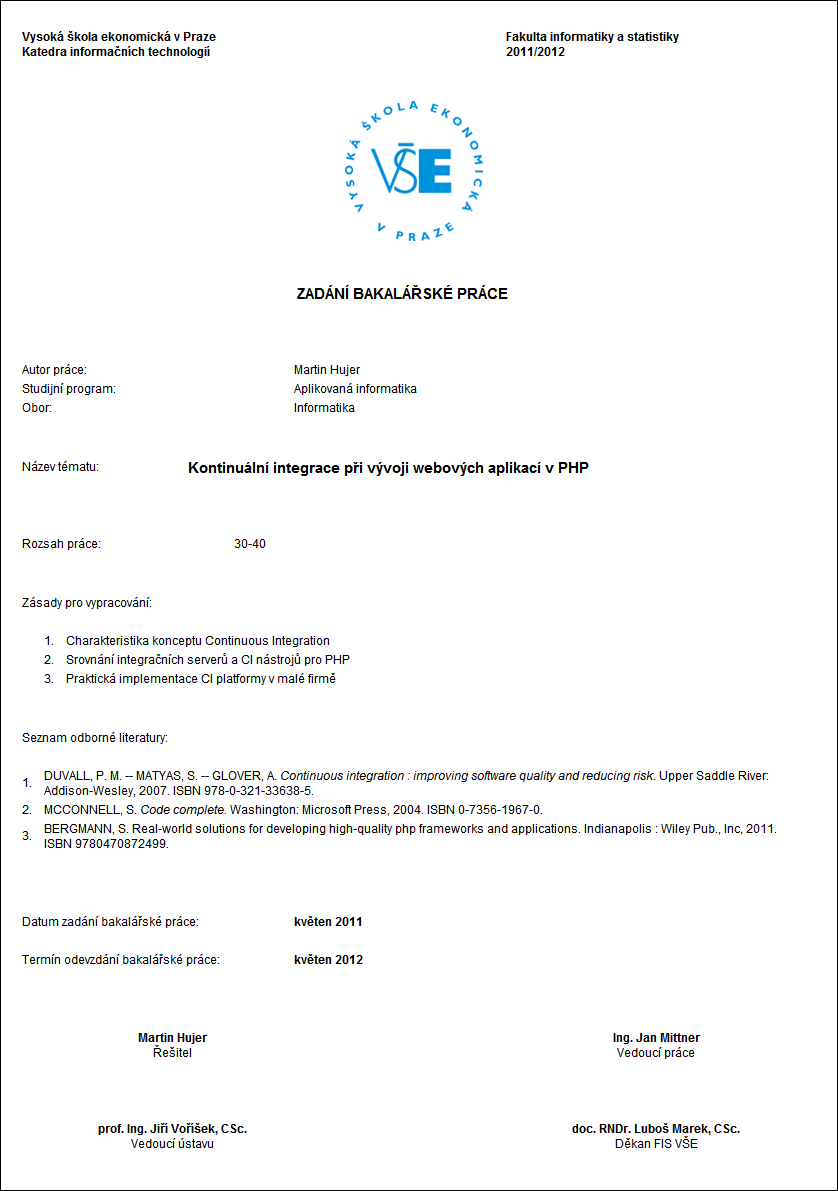 Vysoká škola ekonomická v Praze
Katedra informačních technologií
Fakulta informatiky a statistiky
2011/2012
VYSOKÁ ŠKOLA EKONOMICKÁ
V PRAZE
VŠE
ZADÁNÍ BAKALÁŘSKÉ PRÁCE
Autor práce: Martin Hujer
Studijní program: Aplikovaná informatika
Obor: Informatika
Název tématu: Kontinuální integrace při vývoji webových aplikací v PHP
Rozsah práce: 30-40
Zásady pro vypracování:
1. Charakteristika konceptu Continuous Integration
2. Srovnání integračních serverů a CI nástrojů pro PHP
3. Praktická implementace CI platformy v malé firmě
Seznam odborné literatury:
1. DUVALL, P. M. -- MATYAS, S. -- GLOVER, A. Continuous integration : improving software quality and reducing risk. Upper Saddle River:
Addison-Wesley, 2007. ISBN 978-0-321-33638-5.
2. MCCONNELL, S. Code complete. Washington: Microsoft Press, 2004. ISBN 0-7356-1967-0.
3. BERGMANN, S. Real-world solutions for developing high-quality php frameworks and applications. Indianapolis : Wiley Pub., Inc, 2011.
ISBN 9780470872499.
Datum zadání bakalářské práce: květen 2011
Termín odevzdání bakalářské práce: květen 2012
Martin Hujer
Řešitel
Ing. Jan Mittner
Vedoucí práce
prof. Ing. Jiří Voříšek, CSc.
Vedoucí ústavu
doc. RNDr. Luboš Marek, CSc.
Děkan FIS VŠE